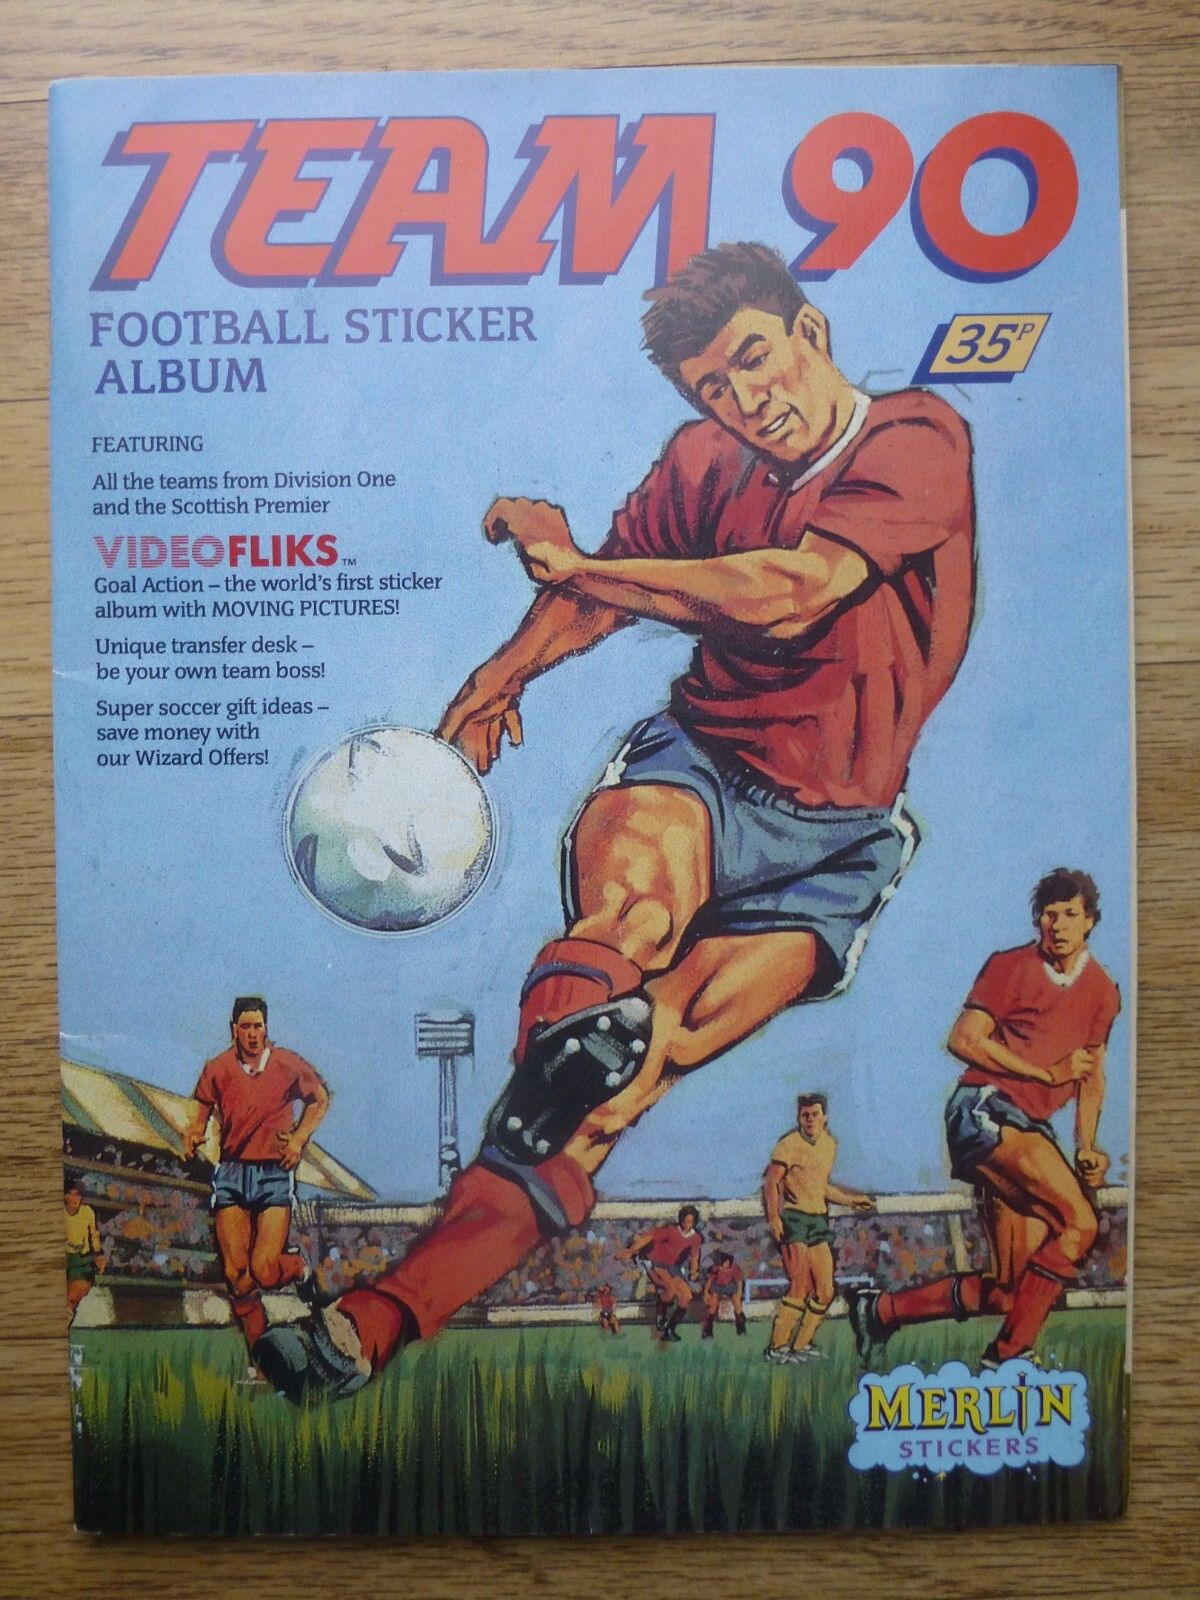 TEAM 90
FOOTBALL STICKER
ALBUM
35P
FEATURING
All the teams from Division One
and the Scottish Premier
VIDEOFLIKS™
Goal Action – the world's first sticker
album with MOVING PICTURES!
Unique transfer desk –
be your own team boss!
Super soccer gift ideas –
save money with
our Wizard Offers!
MERLIN
STICKERS